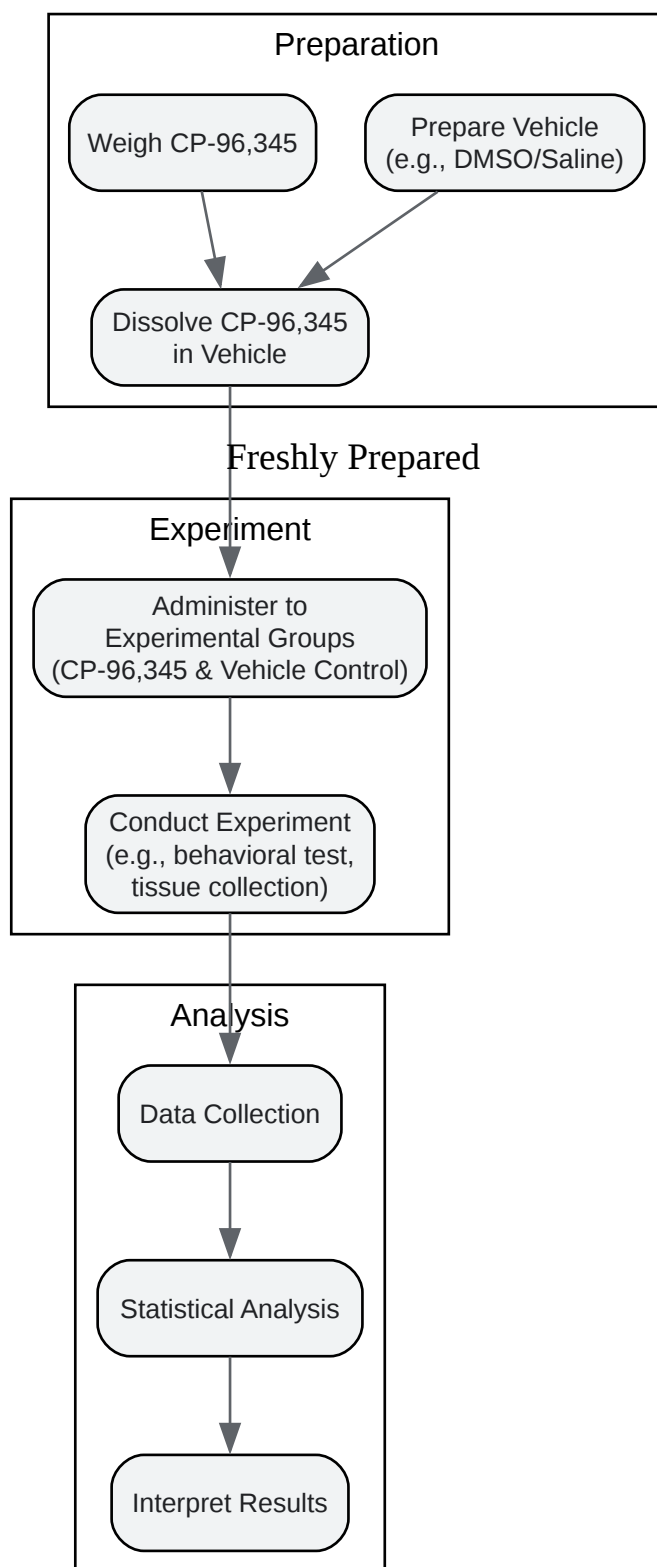 Preparation
Weigh CP-96,345
Prepare Vehicle
(e.g., DMSO/Saline)
Dissolve CP-96,345
in Vehicle
Freshly Prepared
Experiment
Administer to
Experimental Groups
(CP-96,345 & Vehicle Control)
Conduct Experiment
(e.g., behavioral test,
tissue collection)
Analysis
Data Collection
Statistical Analysis
Interpret Results